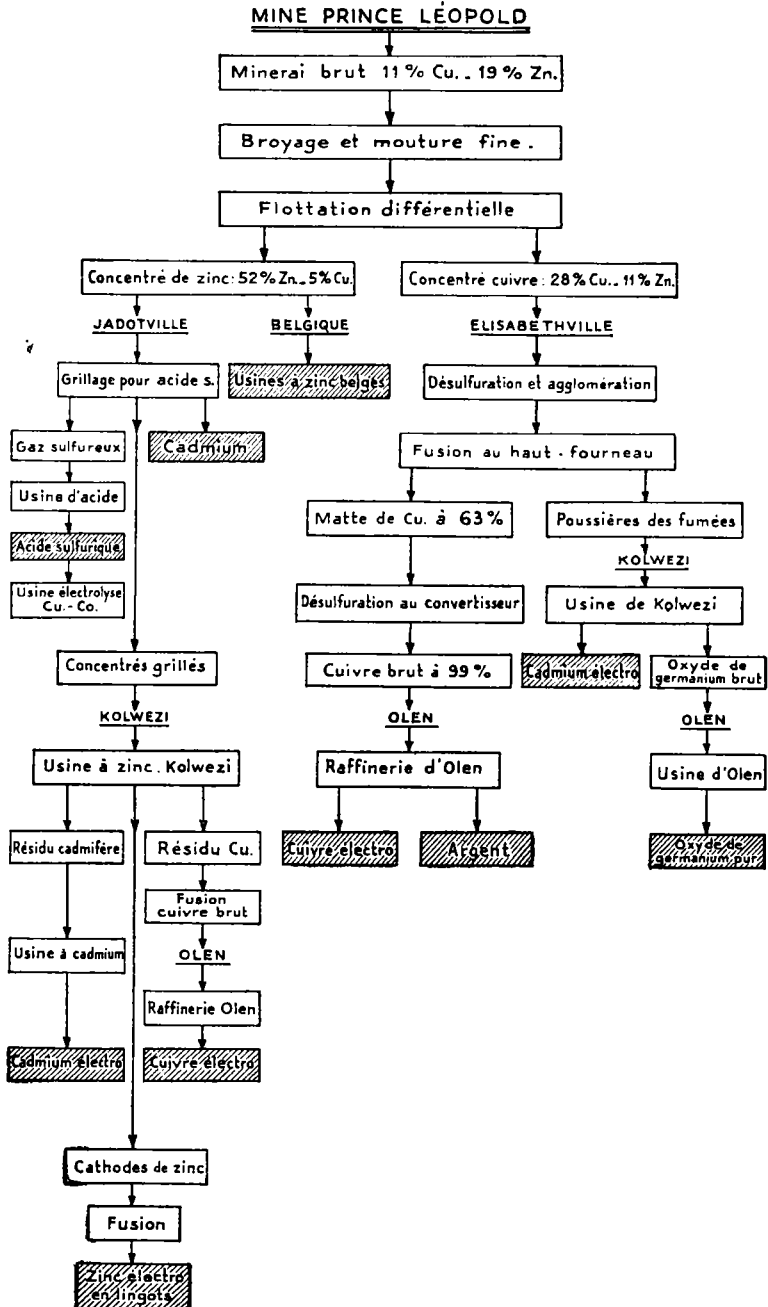 MINE PRINCE LÉOPOLD
Minerai brut 11% Cu. - 19% Zn.
Broyage et mouture fine.
Flottation différentielle
Concentré de zinc: 52% Zn. - 5% Cu.
Concentré cuivre: 28% Cu. - 11% Zn.
JADOTVILLE
BELGIQUE
ELISABETHVILLE
Grillage pour acide s.
Usines à zinc belges
Désulfuration et agglomération
Gaz sulfureux
Cadmium
Fusion au haut-fourneau
Usine d'acide
Matte de Cu. à 63%
Poussières des fumées
Acide sulfurique
KOLWEZI
Usine électrolyse
Cu.-Co.
Désulfuration au convertisseur
Usine de Kolwezi
Concentrés grillés
Cuivre brut à 99%
Cadmium électro
Oxyde de
germanium brut
KOLWEZI
OLEN
OLEN
Usine à zinc. Kolwezi
Raffinerie d'Olen
Usine d'Olen
Résidu cadmifère
Résidu Cu.
Cuivre électro
Argent
Oxyde de
germanium pur
Fusion
cuivre brut
Usine à cadmium
OLEN
Raffinerie Olen
Cadmium électro
Cuivre électro
Cathodes de zinc
Fusion
Zinc électro
en lingots